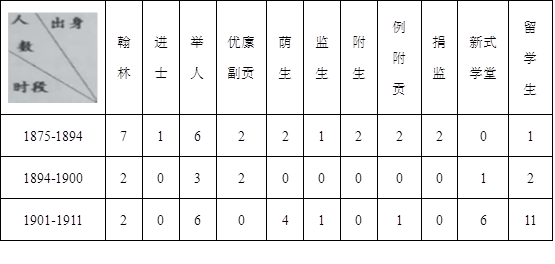 人数 出身 时段 翰林 进士 举人 优廪副贡 萌生 监生 附生 例附贡 捐监 新式学堂 留学生
1875-1894 7 1 6 2 2 1 2 2 2 0 1
1894-1900 2 0 3 2 0 0 0 0 0 1 2
1901-1911 2 0 6 0 4 1 0 1 0 6 11